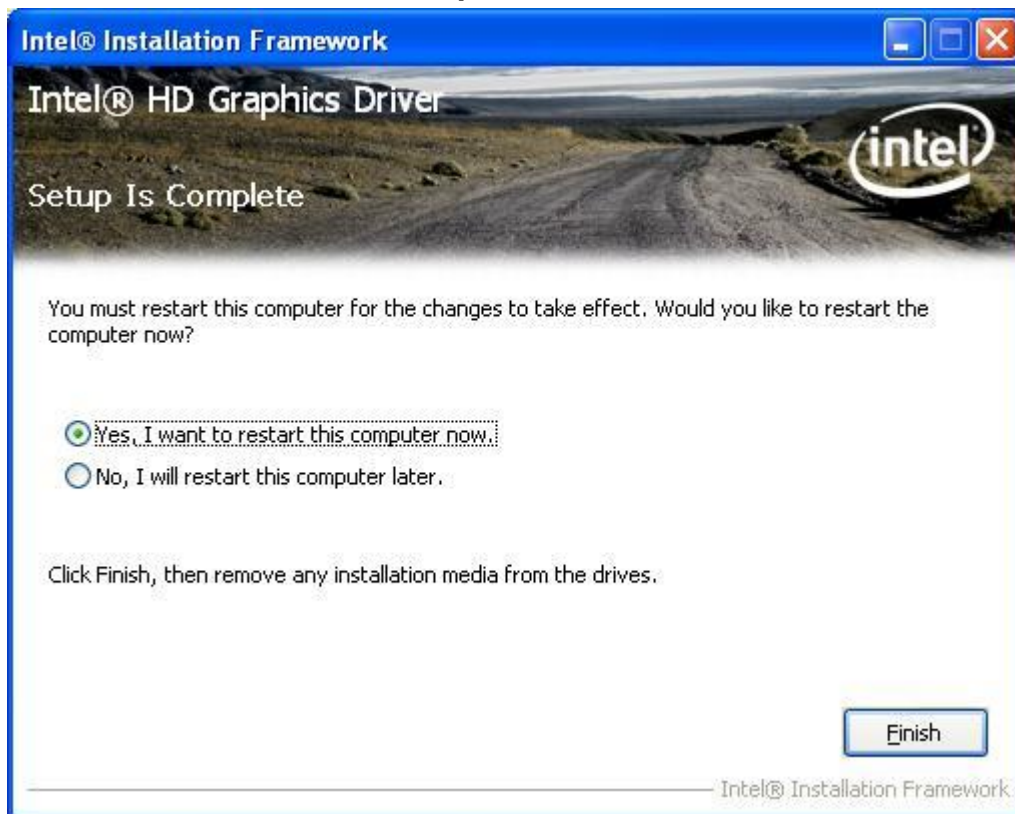 Intel® Installation Framework
Intel® HD Graphics Driver
intel
Setup Is Complete
You must restart this computer for the changes to take effect. Would you like to restart the
computer now?
Yes, I want to restart this computer now.
No, I will restart this computer later.
Click Finish, then remove any installation media from the drives.
Finish
Intel® Installation Framework